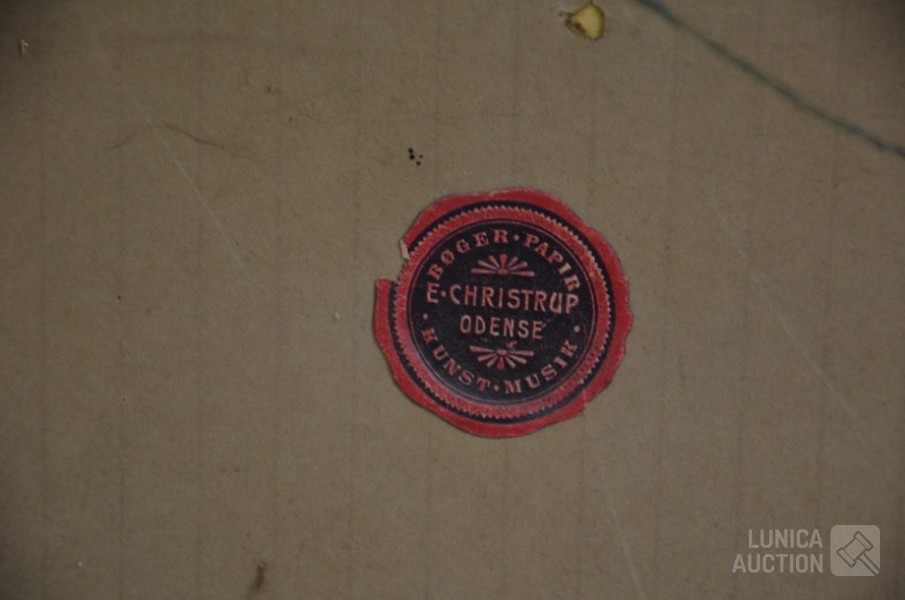 BØGER · PAPIR
E · CHRISTRUP
ODENSE
· KUNST · MUSIK ·
LUNICA
AUCTION